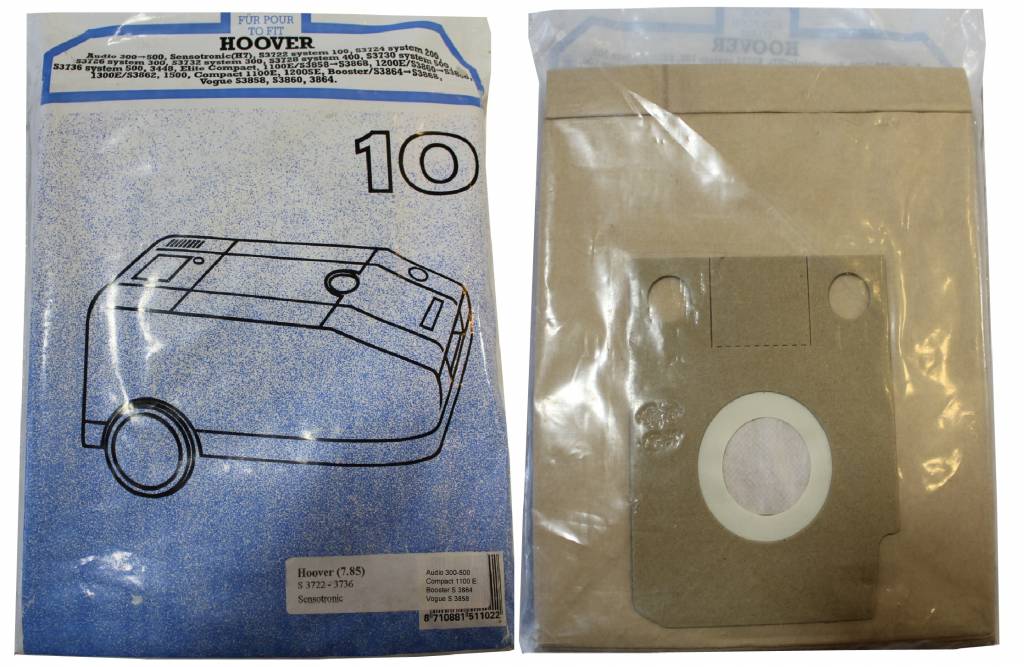 FÜR POUR
TO FIT
HOOVER
Audio 200→500, Sensotronic(H7), S3722 system 100, S3724 system 200,
S3726 system 300, S3732 system 300, S3728 system 400, S3730 system 500,
S3736 system 500, 3448, Elite Compact, 1100E/S3858→S3868, 1200E/S3860→S3868,
1300E/S3862, 1500, Compact 1100E, 1200SE, Booster/S3864→S3868,
Vogue S3858, S3860, 3864.
10
Hoover (7.85)
S 3722 - 3736
Sensotronic
Audio 300-500
Compact 1100 E
Booster S 3864
Vogue S 3858
8 710881 511022
HOOVER